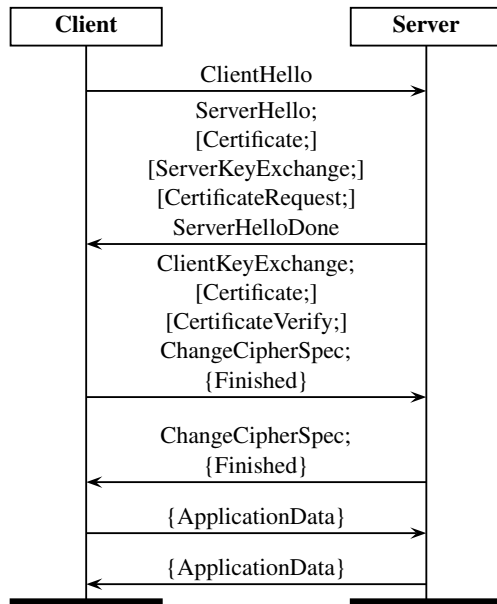 Client Server
ClientHello
ServerHello;
[Certificate;]
[ServerKeyExchange;]
[CertificateRequest;]
ServerHelloDone
ClientKeyExchange;
[Certificate;]
[CertificateVerify;]
ChangeCipherSpec;
{Finished}
ChangeCipherSpec;
{Finished}
{ApplicationData}
{ApplicationData}